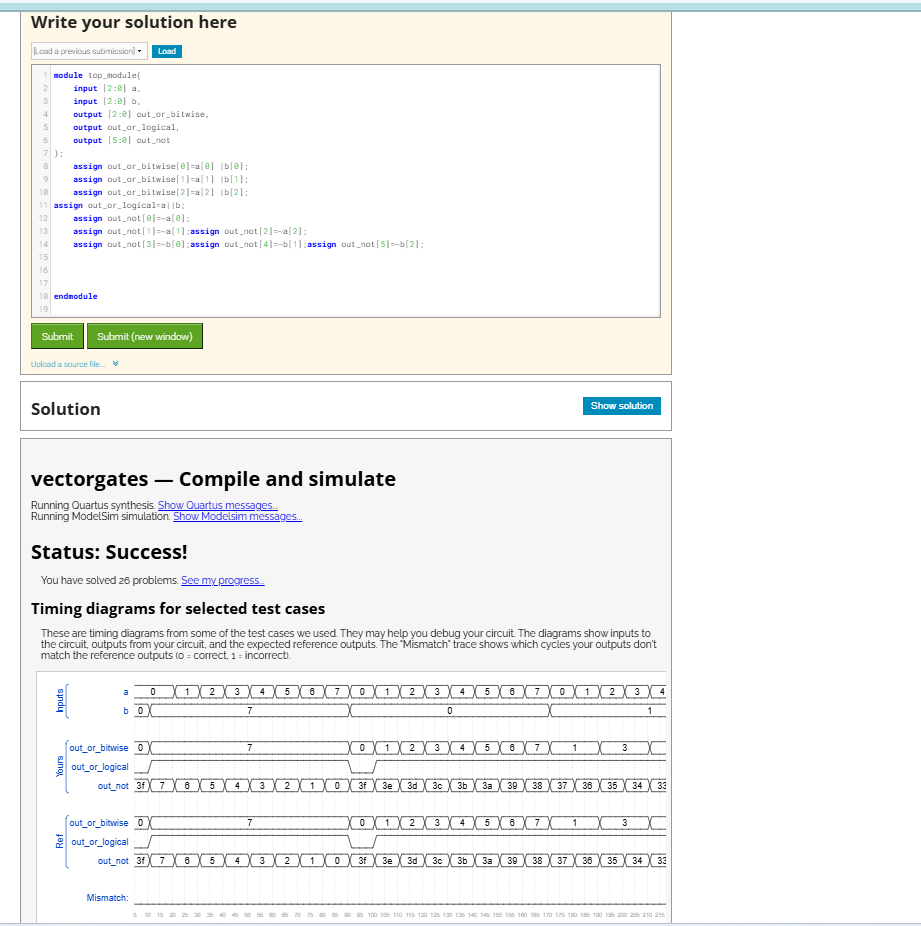 Write your solution here
[Load a previous submission] Load
1 module top_module(
2 input [2:0] a,
3 input [2:0] b,
4 output [2:0] out_or_bitwise,
5 output out_or_logical,
6 output [5:0] out_not
7 );
8 assign out_or_bitwise[0]=a[0] |b[0];
9 assign out_or_bitwise[1]=a[1] |b[1];
10 assign out_or_bitwise[2]=a[2] |b[2];
11 assign out_or_logical=a||b;
12 assign out_not[0]=~a[0];
13 assign out_not[1]=~a[1];assign out_not[2]=~a[2];
14 assign out_not[3]=~b[0];assign out_not[4]=~b[1];assign out_not[5]=~b[2];
15
16
17
18 endmodule
19
Submit Submit (new window)
Upload a source file...
Solution Show solution
vectorgates — Compile and simulate
Running Quartus synthesis. Show Quartus messages...
Running ModelSim simulation. Show Modelsim messages...
Status: Success!
You have solved 26 problems. See my progress...
Timing diagrams for selected test cases
These are timing diagrams from some of the test cases we used. They may help you debug your circuit. The diagrams show inputs to
the circuit, outputs from your circuit, and the expected reference outputs. The "Mismatch" trace shows which cycles your outputs don't
match the reference outputs (0 = correct, 1 = incorrect).
Inputs
a 0 1 2 3 4 5 6 7 0 1 2 3 4 5 6 7 0 1 2 3 4
b 0 7 0 1
Yours
out_or_bitwise 0 7 0 1 2 3 4 5 6 7 1 3
out_or_logical
out_not 3f 7 6 5 4 3 2 1 0 3f 3e 3d 3c 3b 3a 39 38 37 36 35 34 33
Ref
out_or_bitwise 0 7 0 1 2 3 4 5 6 7 1 3
out_or_logical
out_not 3f 7 6 5 4 3 2 1 0 3f 3e 3d 3c 3b 3a 39 38 37 36 35 34 33
Mismatch:
5 10 15 20 25 30 35 40 45 50 55 60 65 70 75 80 85 90 95 100 105 110 115 120 125 130 135 140 145 150 155 160 165 170 175 180 185 190 195 200 205 210 215